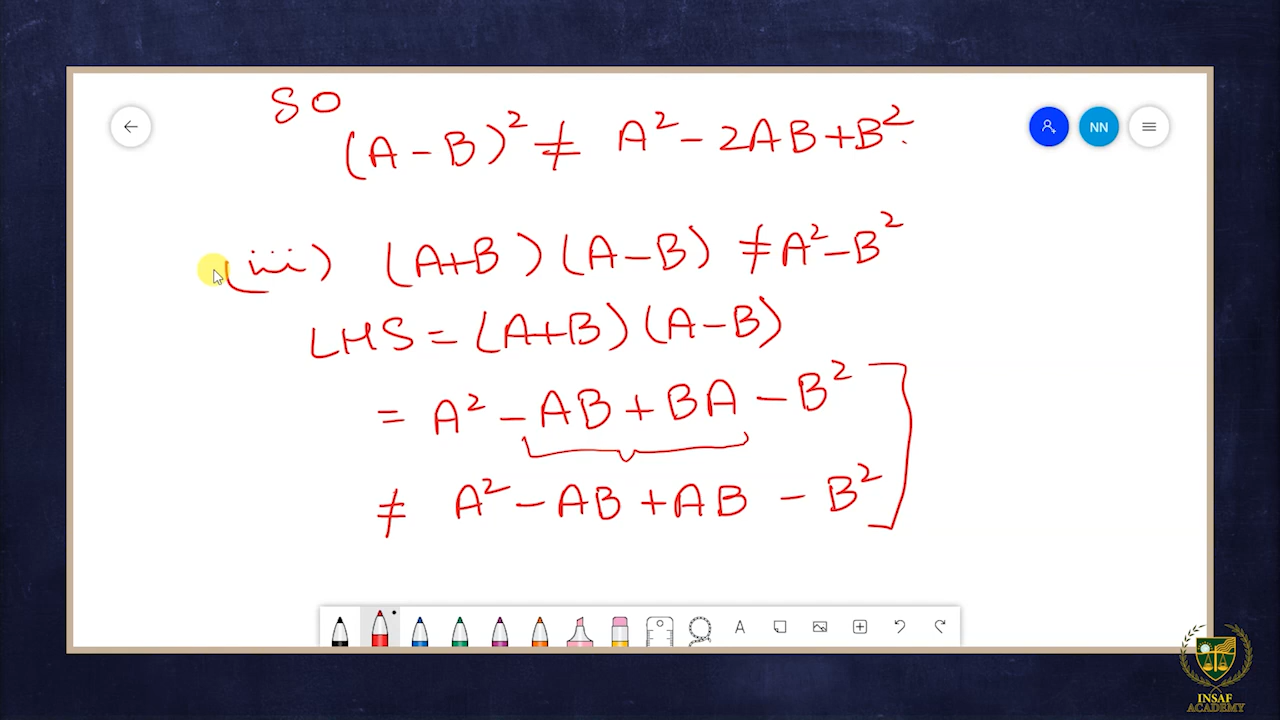 SO
(A-B)² ≠ A² - 2AB + B².
NN
(iii) (A+B)(A-B) ≠ A² - B²
LHS = (A+B)(A-B)
= A² - AB + BA - B²
≠ A² - AB + AB - B²
A
INSAF
ACADEMY